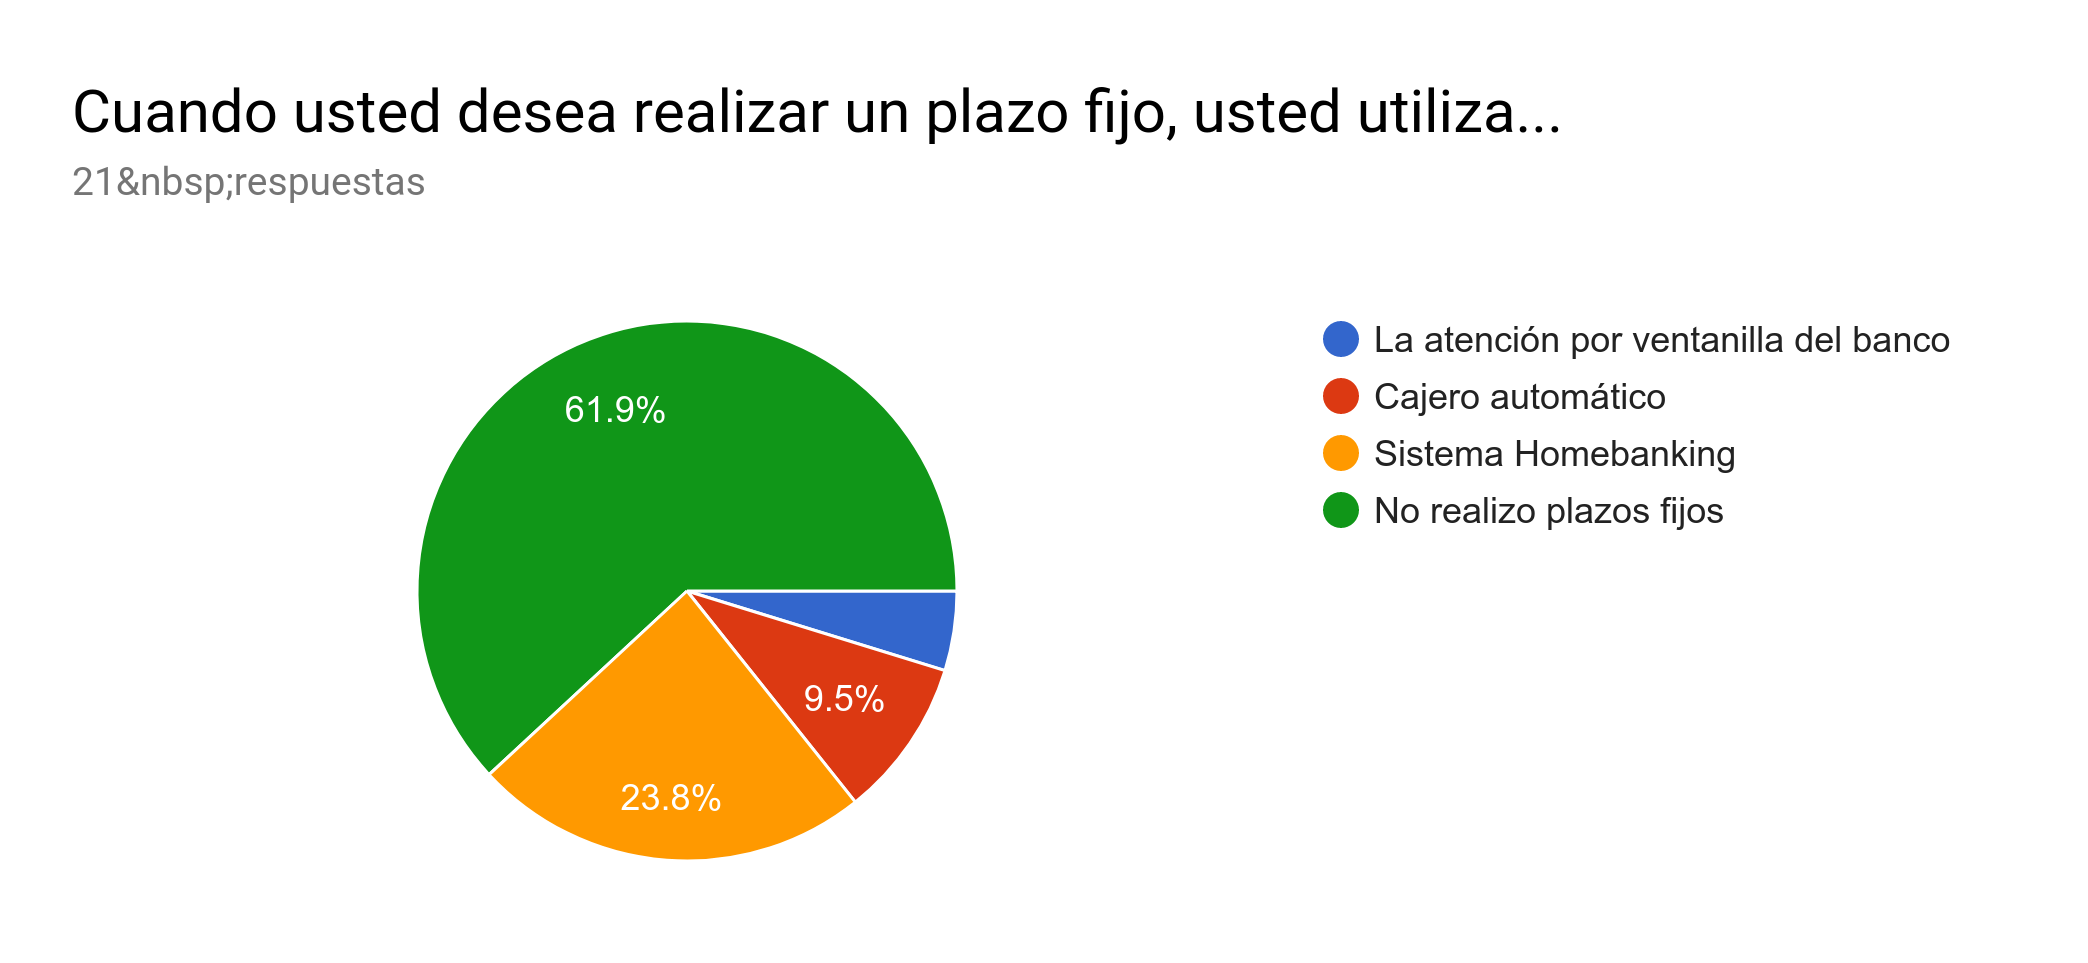 Cuando usted desea realizar un plazo fijo, usted utiliza...
21&nbsp;respuestas
La atención por ventanilla del banco
Cajero automático
Sistema Homebanking
No realizo plazos fijos
61.9%
9.5%
23.8%